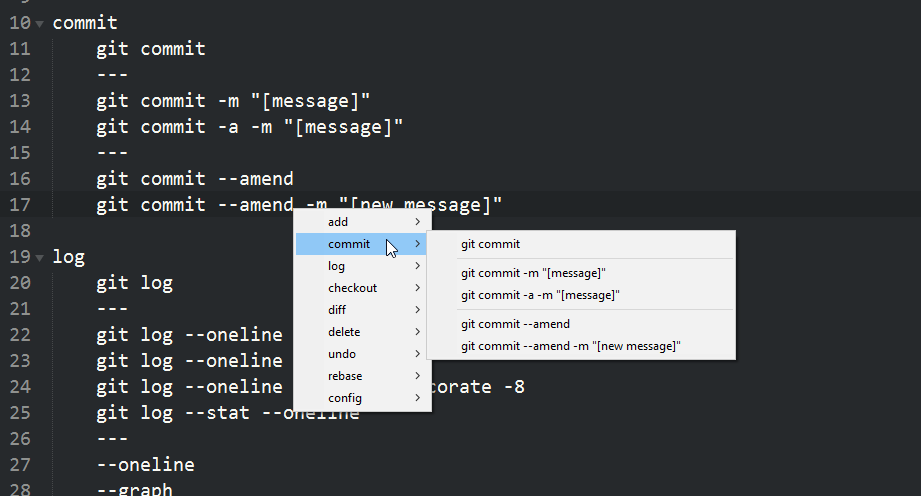 10 commit
11 git commit
12 ---
13 git commit -m "[message]"
14 git commit -a -m "[message]"
15 ---
16 git commit --amend
17 git commit --amend -m "[new message]"
18
19 log
20 git log
21 ---
22 git log --oneline
23 git log --oneline
24 git log --oneline corate -8
25 git log --stat --oneline
26 ---
27 --oneline
28 --graph
add
commit
log
checkout
diff
delete
undo
rebase
config
git commit
git commit -m "[message]"
git commit -a -m "[message]"
git commit --amend
git commit --amend -m "[new message]"